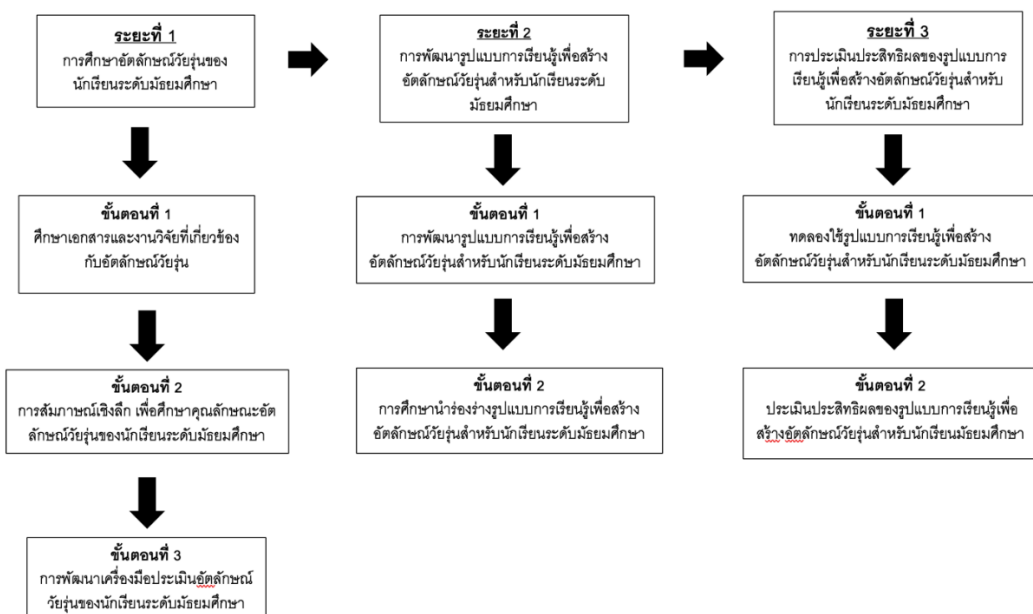 ระยะที่ 1
การศึกษาอัตลักษณ์วัยรุ่นของ
นักเรียนระดับมัธยมศึกษา
ขั้นตอนที่ 1
ศึกษาเอกสารและงานวิจัยที่เกี่ยวข้อง
กับอัตลักษณ์วัยรุ่น
ขั้นตอนที่ 2
การสัมภาษณ์เชิงลึก เพื่อศึกษาคุณลักษณะอัต
ลักษณ์วัยรุ่นของนักเรียนระดับมัธยมศึกษา
ขั้นตอนที่ 3
การพัฒนาเครื่องมือประเมินอัตลักษณ์
วัยรุ่นของนักเรียนระดับมัธยมศึกษา
ระยะที่ 2
การพัฒนารูปแบบการเรียนรู้เพื่อสร้าง
อัตลักษณ์วัยรุ่นสำหรับนักเรียนระดับ
มัธยมศึกษา
ขั้นตอนที่ 1
การพัฒนารูปแบบการเรียนรู้เพื่อสร้าง
อัตลักษณ์วัยรุ่นสำหรับนักเรียนระดับมัธยมศึกษา
ขั้นตอนที่ 2
การศึกษานำร่องร่างรูปแบบการเรียนรู้เพื่อสร้าง
อัตลักษณ์วัยรุ่นสำหรับนักเรียนระดับมัธยมศึกษา
ระยะที่ 3
การประเมินประสิทธิผลของรูปแบบการ
เรียนรู้เพื่อสร้างอัตลักษณ์วัยรุ่นสำหรับ
นักเรียนระดับมัธยมศึกษา
ขั้นตอนที่ 1
ทดลองใช้รูปแบบการเรียนรู้เพื่อสร้าง
อัตลักษณ์วัยรุ่นสำหรับนักเรียนระดับมัธยมศึกษา
ขั้นตอนที่ 2
ประเมินประสิทธิผลของรูปแบบการเรียนรู้เพื่อ
สร้างอัตลักษณ์วัยรุ่นสำหรับนักเรียนมัธยมศึกษา